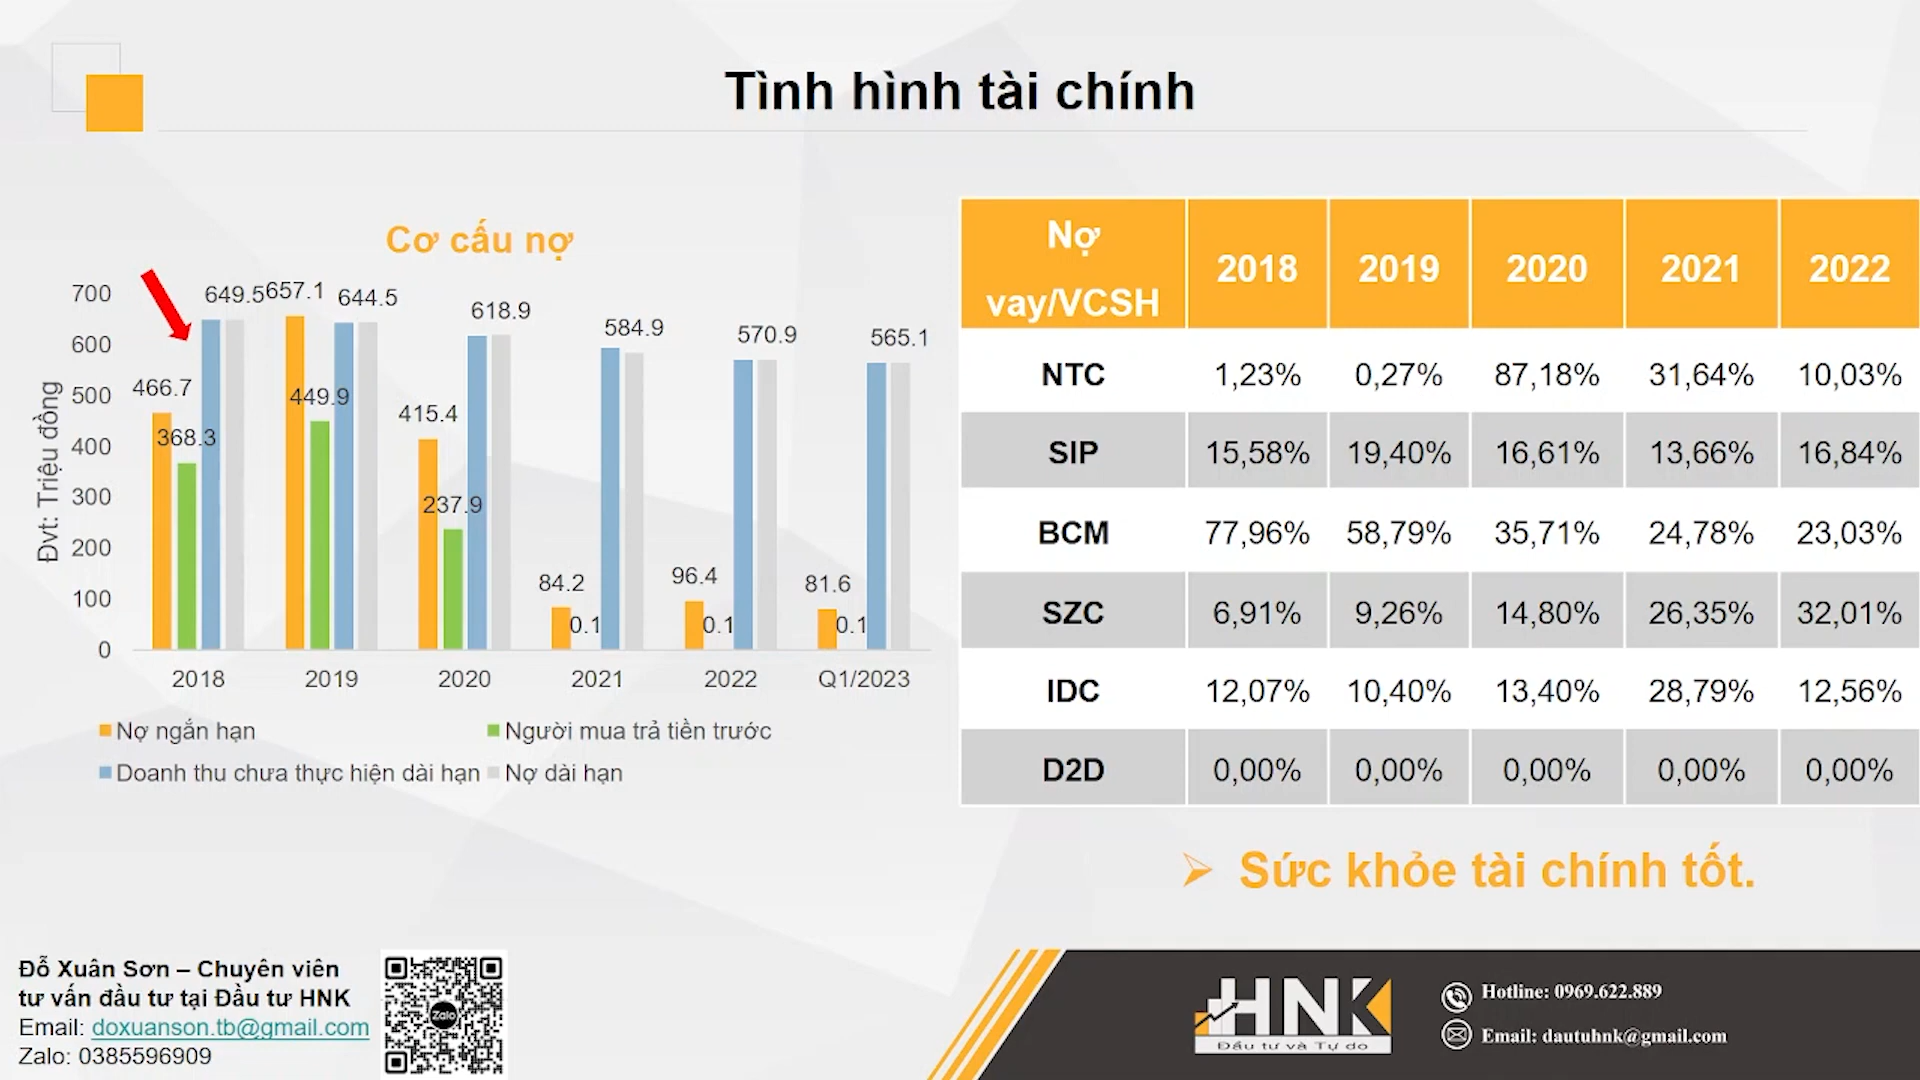 Tình hình tài chính
Cơ cấu nợ
Đvt: Triệu đồng
700
600
500
400
300
200
100
0
466.7
368.3
649.5
657.1
449.9
644.5
415.4
237.9
618.9
84.2
0.1
584.9
96.4
0.1
570.9
81.6
0.1
565.1
2018 2019 2020 2021 2022 Q1/2023
Nợ ngắn hạn Người mua trả tiền trước
Doanh thu chưa thực hiện dài hạn Nợ dài hạn
Nợ
vay/VCSH 2018 2019 2020 2021 2022
NTC 1,23% 0,27% 87,18% 31,64% 10,03%
SIP 15,58% 19,40% 16,61% 13,66% 16,84%
BCM 77,96% 58,79% 35,71% 24,78% 23,03%
SZC 6,91% 9,26% 14,80% 26,35% 32,01%
IDC 12,07% 10,40% 13,40% 28,79% 12,56%
D2D 0,00% 0,00% 0,00% 0,00% 0,00%
➢ Sức khỏe tài chính tốt.
Đỗ Xuân Sơn – Chuyên viên
tư vấn đầu tư tại Đầu tư HNK
Email: doxuanson.tb@gmail.com
Zalo: 0385596909
Zalo
HNK
Đầu tư và Tự do
Hotline: 0969.622.889
Email: dautuhnk@gmail.com